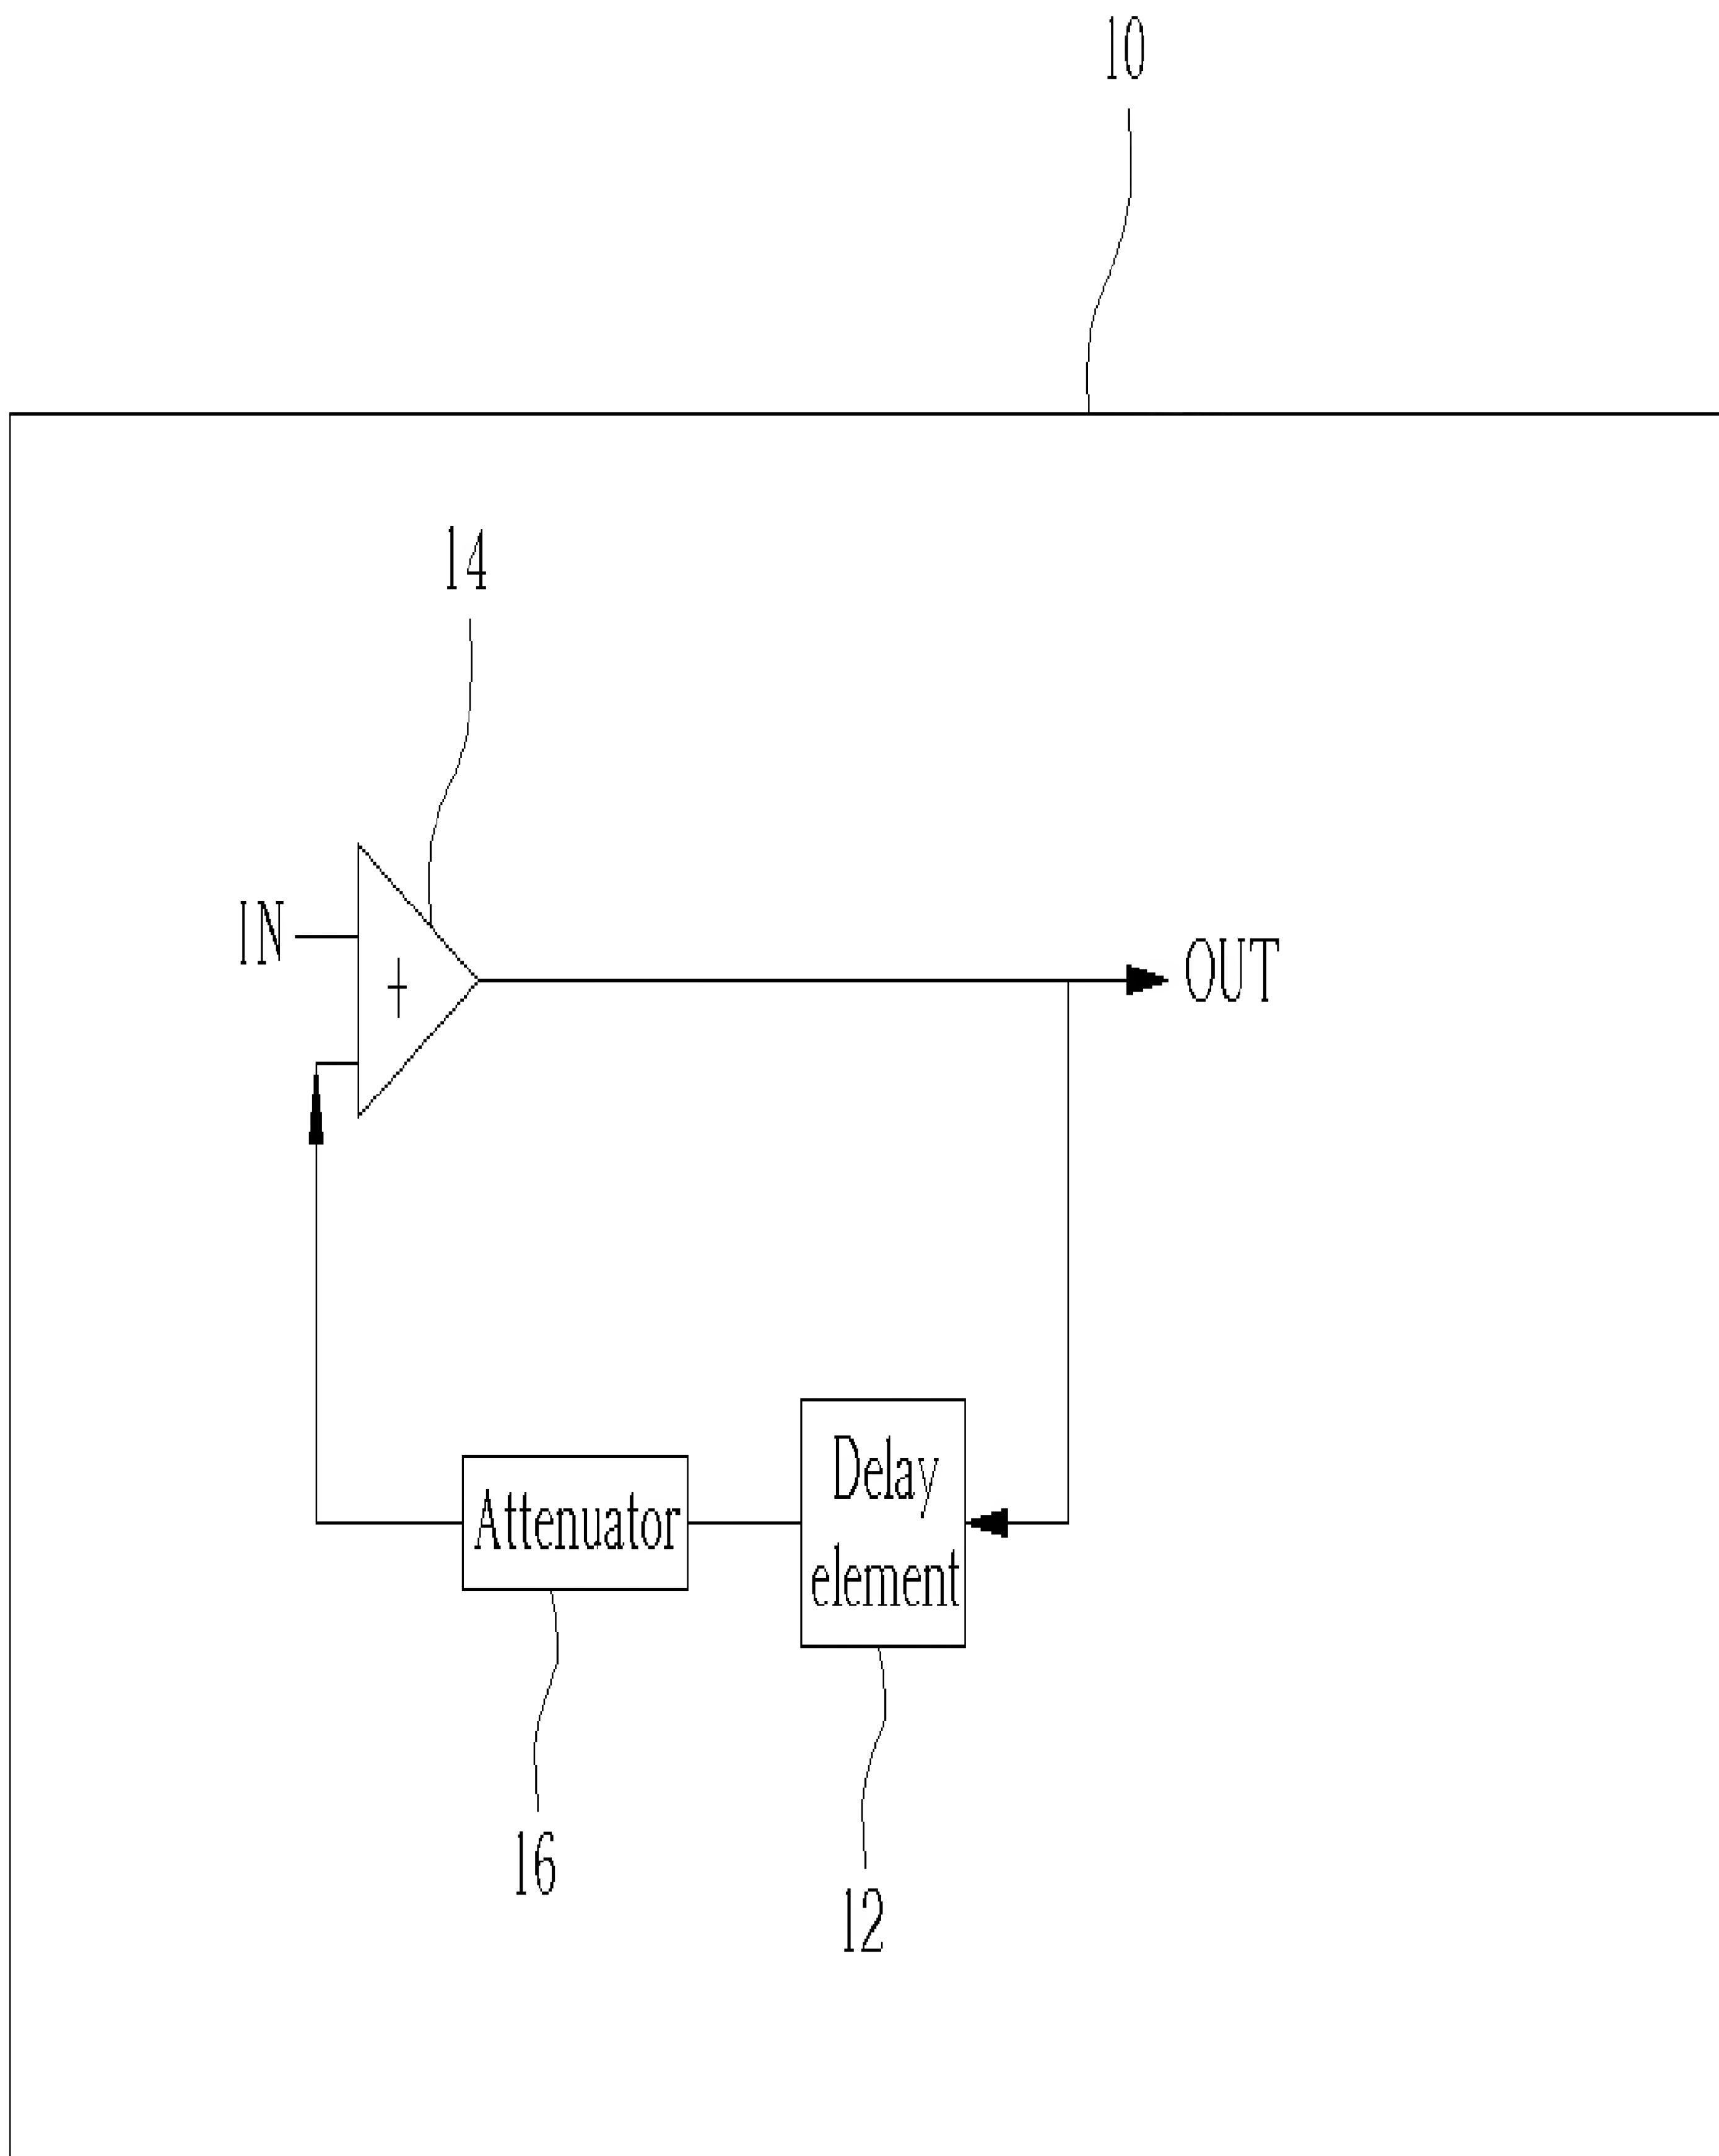 10
14
IN
+
OUT
Delay
element
Attenuator
16
12